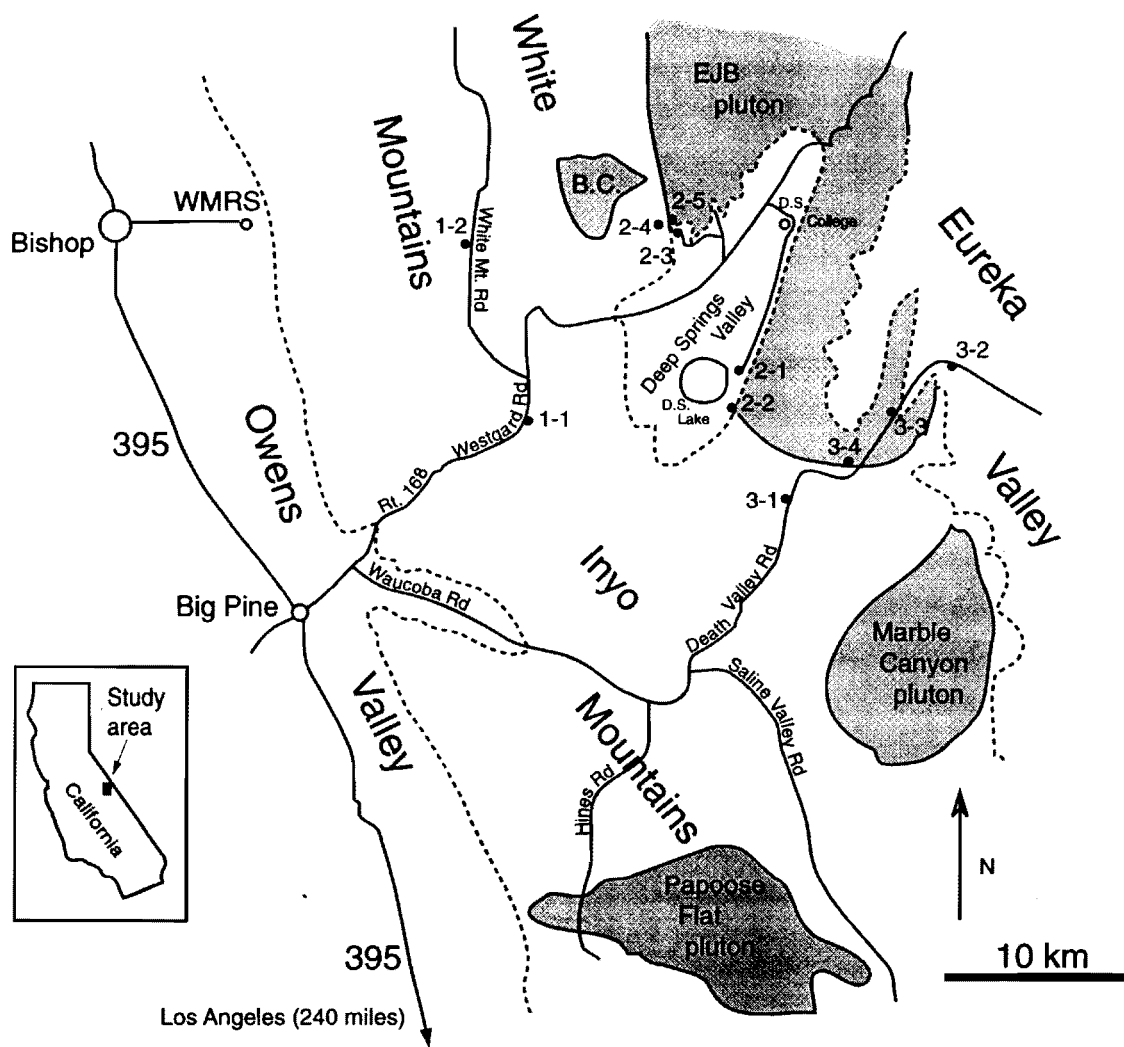 White
Mountains
EJB
pluton
B.C.
WMRS
Bishop
1-2
White Mt. Rd
2-5
2-4
2-3
D.S.
College
Eureka
Deep Springs
Valley
D.S.
Lake
2-1
2-2
3-2
3-3
3-4
3-1
Westgard Rd
1-1
Rt. 168
395
Owens
Valley
Waucoba Rd
Big Pine
Inyo
Mountains
Death Valley Rd
Saline Valley Rd
Hines Rd
Valley
Marble
Canyon
pluton
Papoose
Flat
pluton
Study
area
California
N
10 km
395
Los Angeles (240 miles)